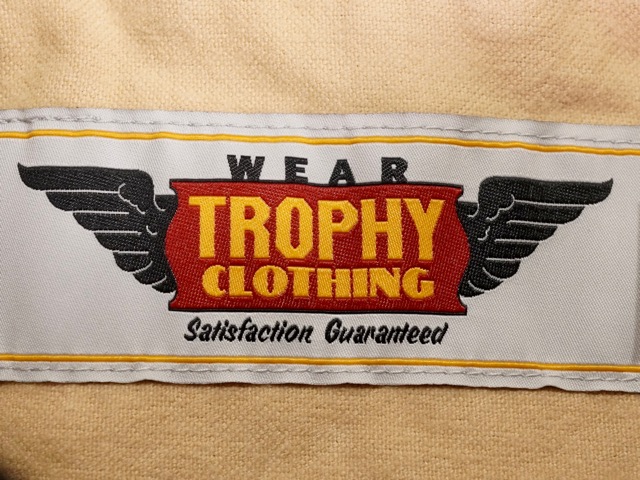 WEAR
TROPHY
CLOTHING
Satisfaction Guaranteed